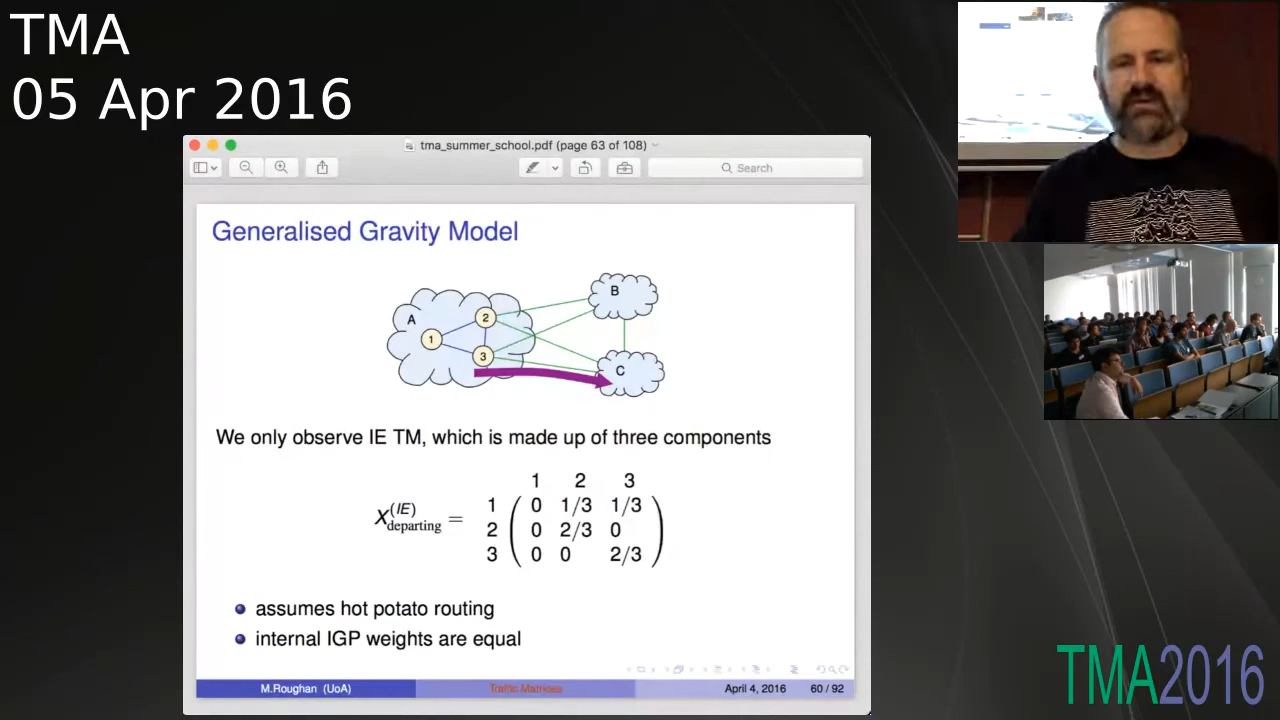 TMA
05 Apr 2016
tma_summer_school.pdf (page 63 of 108)
Search
Generalised Gravity Model
A
B
1
2
3
C
We only observe IE TM, which is made up of three components
1 2 3
X(IE)departing = 1 ( 0 1/3 1/3 )
2 0 2/3 0
3 0 0 2/3
assumes hot potato routing
internal IGP weights are equal
M.Roughan (UoA) Traffic Matrices April 4, 2016 60 / 92
TMA2016